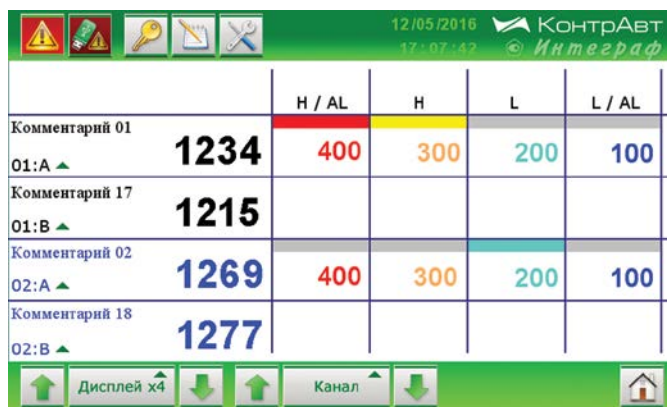 12/05/2016 КонтрАвт
17:07:42 © Интеграф
H / AL H L L / AL
Комментарий 01
1234 400 300 200 100
01:A
Комментарий 17
1215
01:B
Комментарий 02
1269 400 300 200 100
02:A
Комментарий 18
1277
02:B
Дисплей x4 Канал